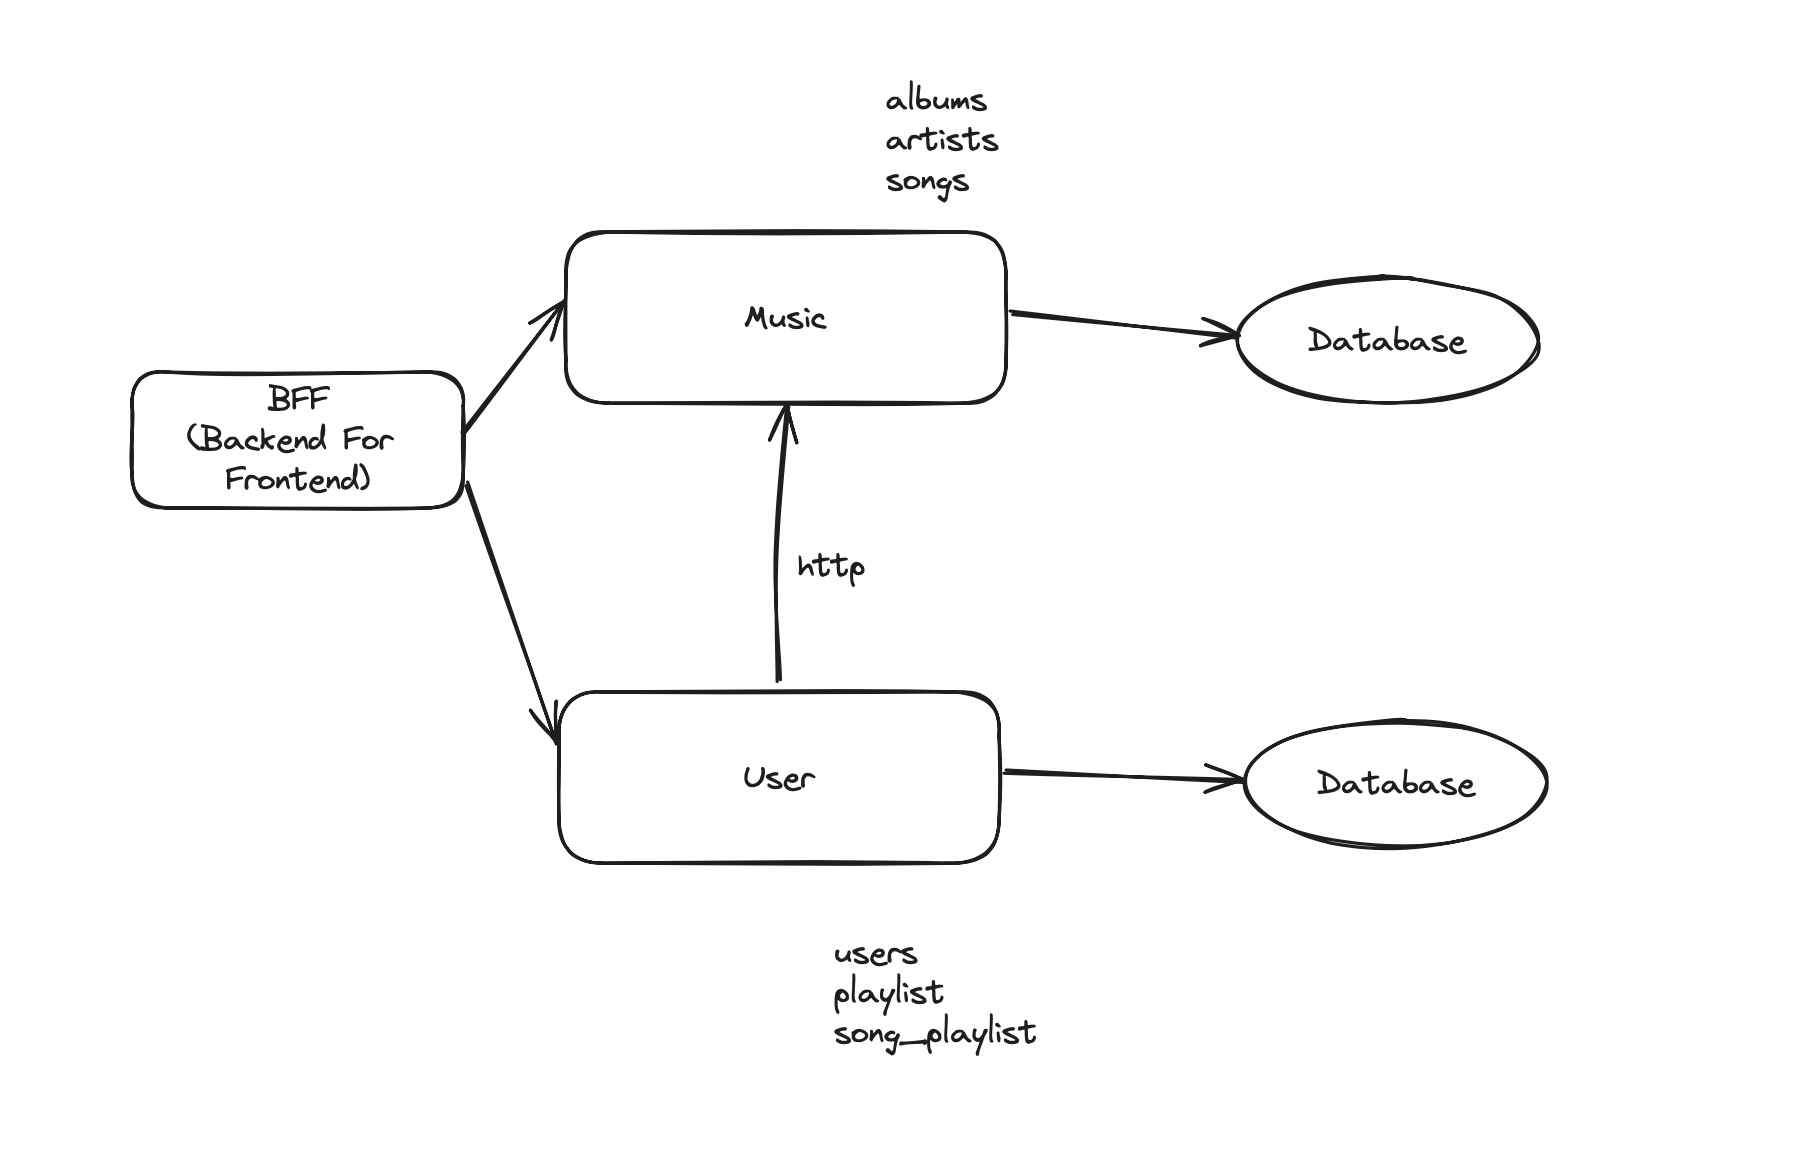 albums
artists
songs
Music
Database
BFF
(Backend For
Frontend)
http
User
Database
users
playlist
song_playlist